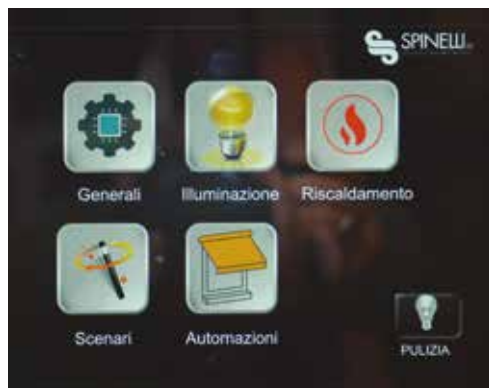 SPINELLI
Generali
Illuminazione
Riscaldamento
Scenari
Automazioni
PULIZIA